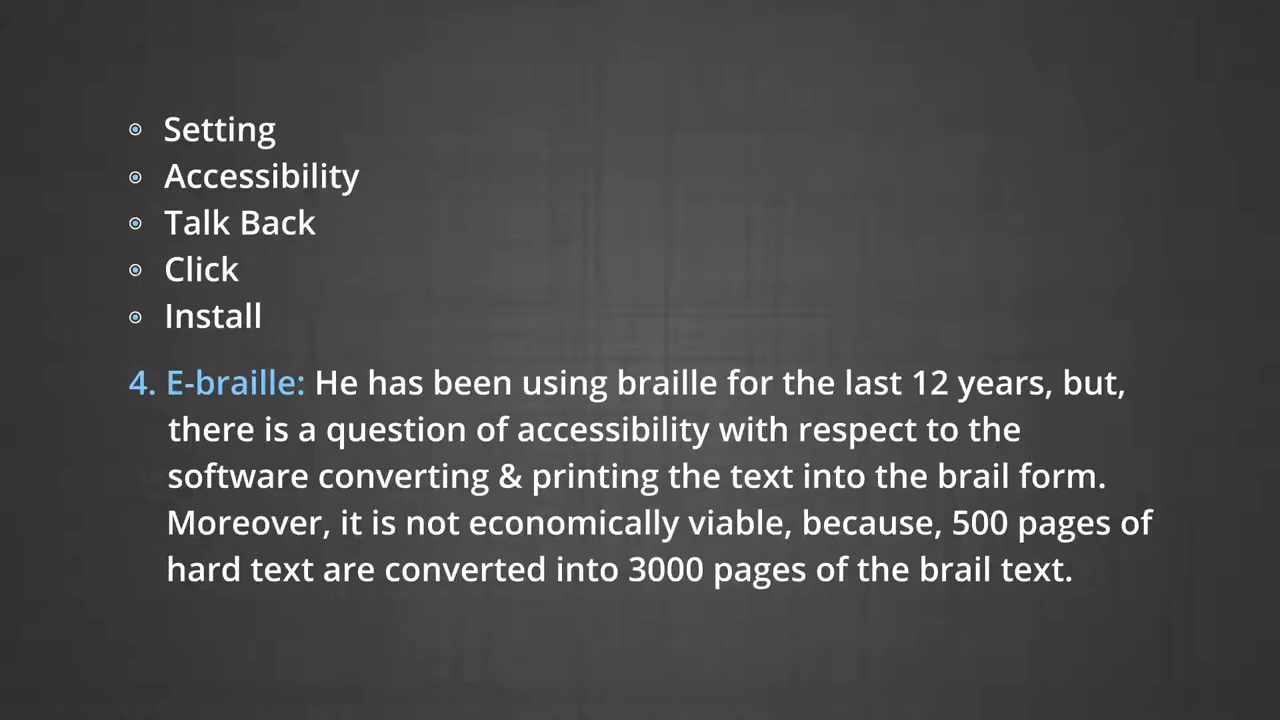 Setting
Accessibility
Talk Back
Click
Install
4. E-braille: He has been using braille for the last 12 years, but,
there is a question of accessibility with respect to the
software converting & printing the text into the brail form.
Moreover, it is not economically viable, because, 500 pages of
hard text are converted into 3000 pages of the brail text.